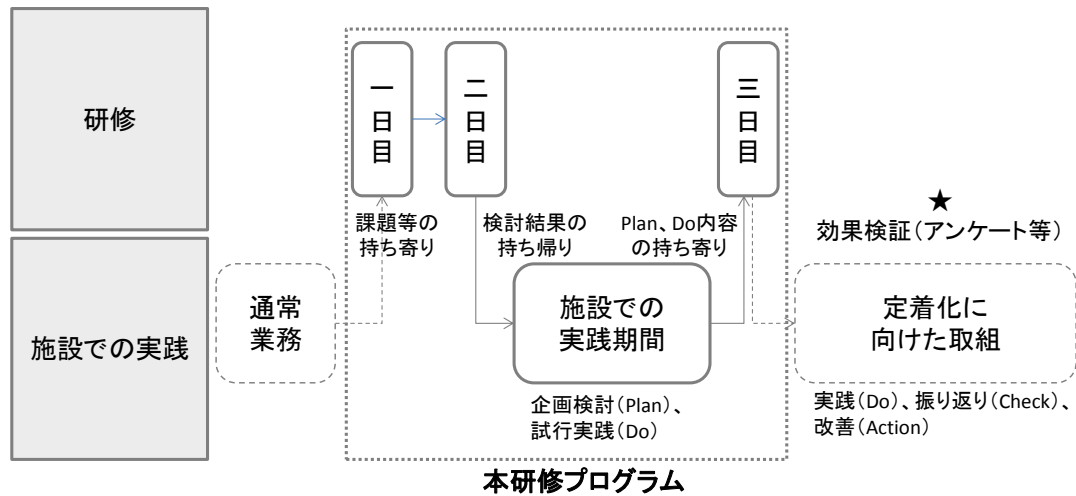 研修
一日目
二日目
三日目
課題等の
持ち寄り
検討結果の
持ち帰り
Plan、Do内容
の持ち寄り
★
効果検証（アンケート等）
施設での実践
通常
業務
施設での
実践期間
定着化に
向けた取組
企画検討（Plan）、
試行実践（Do）
実践（Do）、振り返り（Check）、
改善（Action）
本研修プログラム